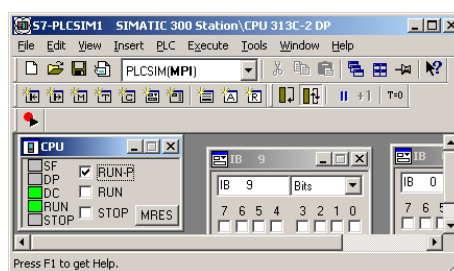 S7-PLCSIM1 SIMATIC 300 Station\CPU 313C-2 DP
File Edit View Insert PLC Execute Tools Window Help
PLCSIM(MPI)
+1 T=0
CPU
IB 9
IB
SF
DP
DC
RUN
STOP
RUN-P
RUN
STOP
MRES
IB 9
Bits
IB 0
7 6 5 4 3 2 1 0
7 6 5
Press F1 to get Help.